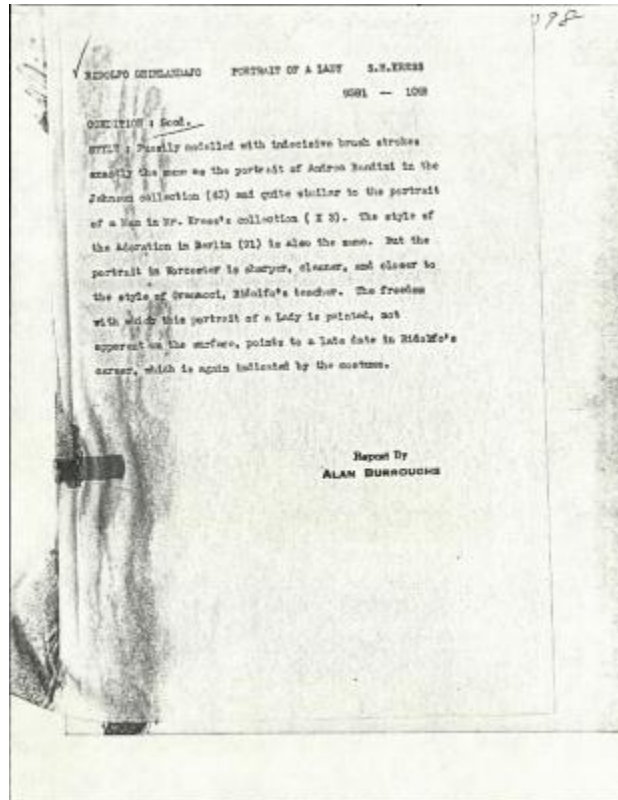 198
RIDOLFO GHIRLANDAJO PORTRAIT OF A LADY S.H.KRESS
9981 — 1098
CONDITION : Good.
STYLE : Fussily modelled with indecisive brush strokes
exactly the same as the portrait of Andrea Bandini in the
Johnson collection (42) and quite similar to the portrait
of a Man in Mr. Kress's collection ( X 3). The style of
the Adoration in Berlin (91) is also the same. But the
portrait in Worcester is sharper, cleaner, and closer to
the style of Granacci, Ridolfo's teacher. The freedom
with which this portrait of a Lady is painted, not
apparent on the surface, points to a late date in Ridolfo's
career, which is again indicated by the costume.
Report By
ALAN BURROUGHS